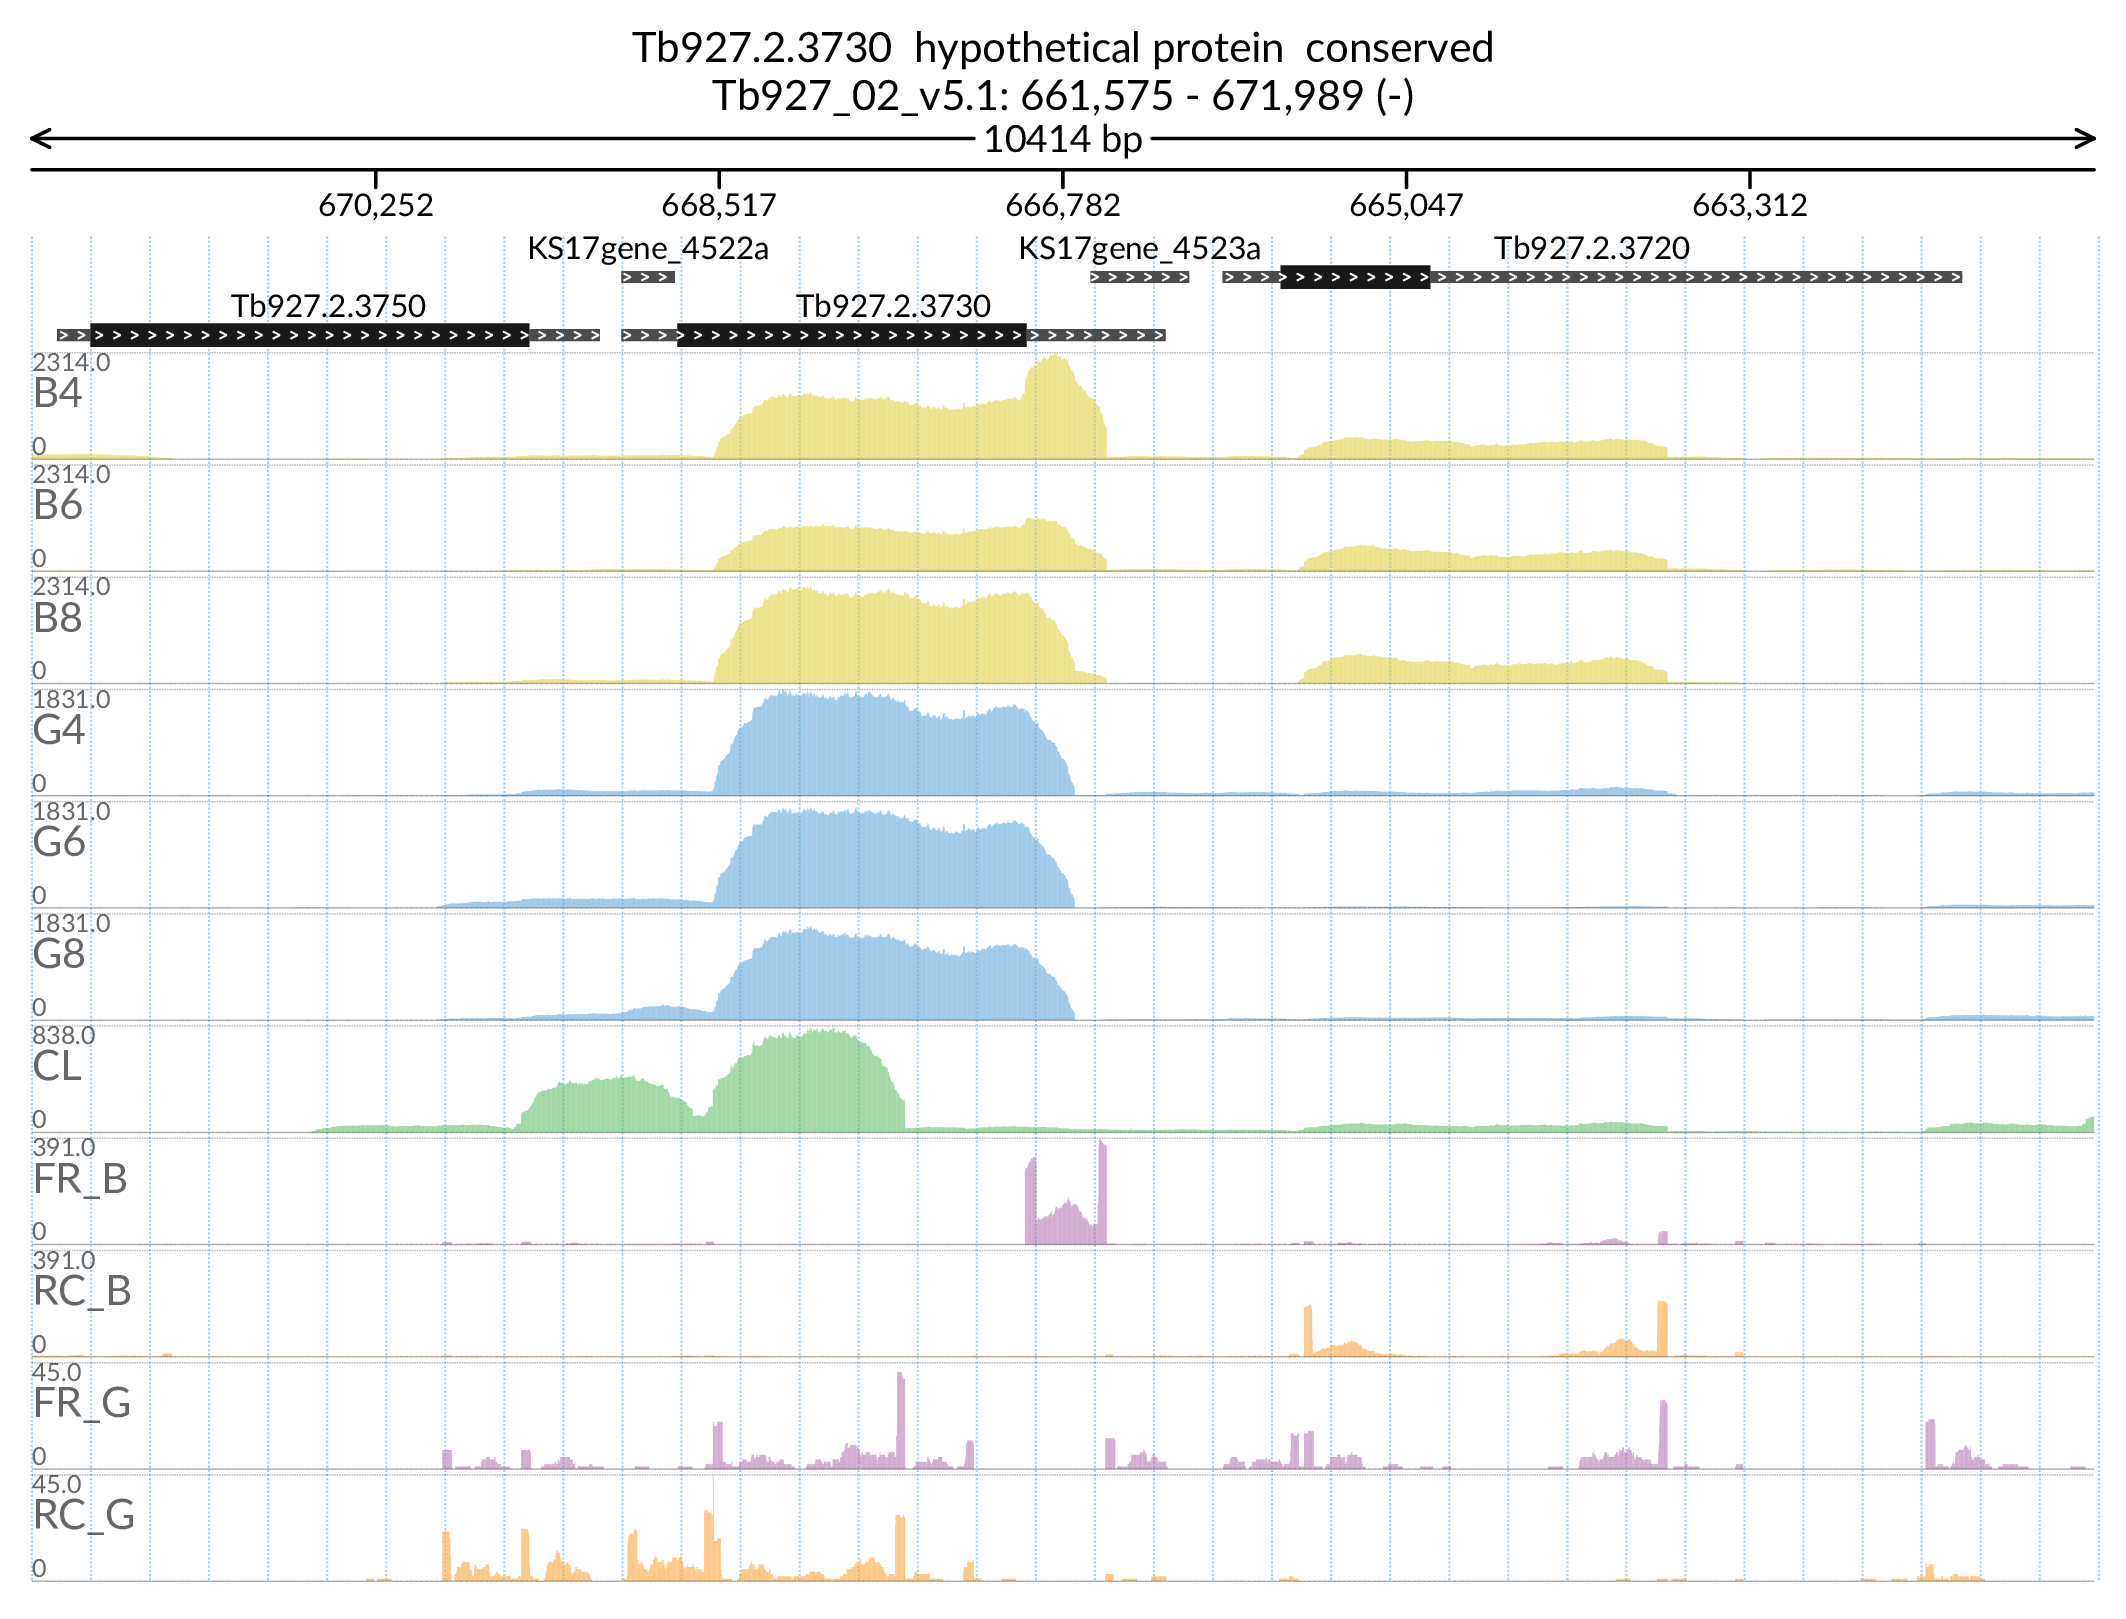 Tb927.2.3730  hypothetical protein  conserved
Tb927_02_v5.1: 661,575 - 671,989 (-)
10414 bp
670,252 668,517 666,782 665,047 663,312
KS17gene_4522a KS17gene_4523a Tb927.2.3720
Tb927.2.3750 Tb927.2.3730
2314.0
B4
0
2314.0
B6
0
2314.0
B8
0
1831.0
G4
0
1831.0
G6
0
1831.0
G8
0
838.0
CL
0
391.0
FR_B
0
391.0
RC_B
0
45.0
FR_G
0
45.0
RC_G
0